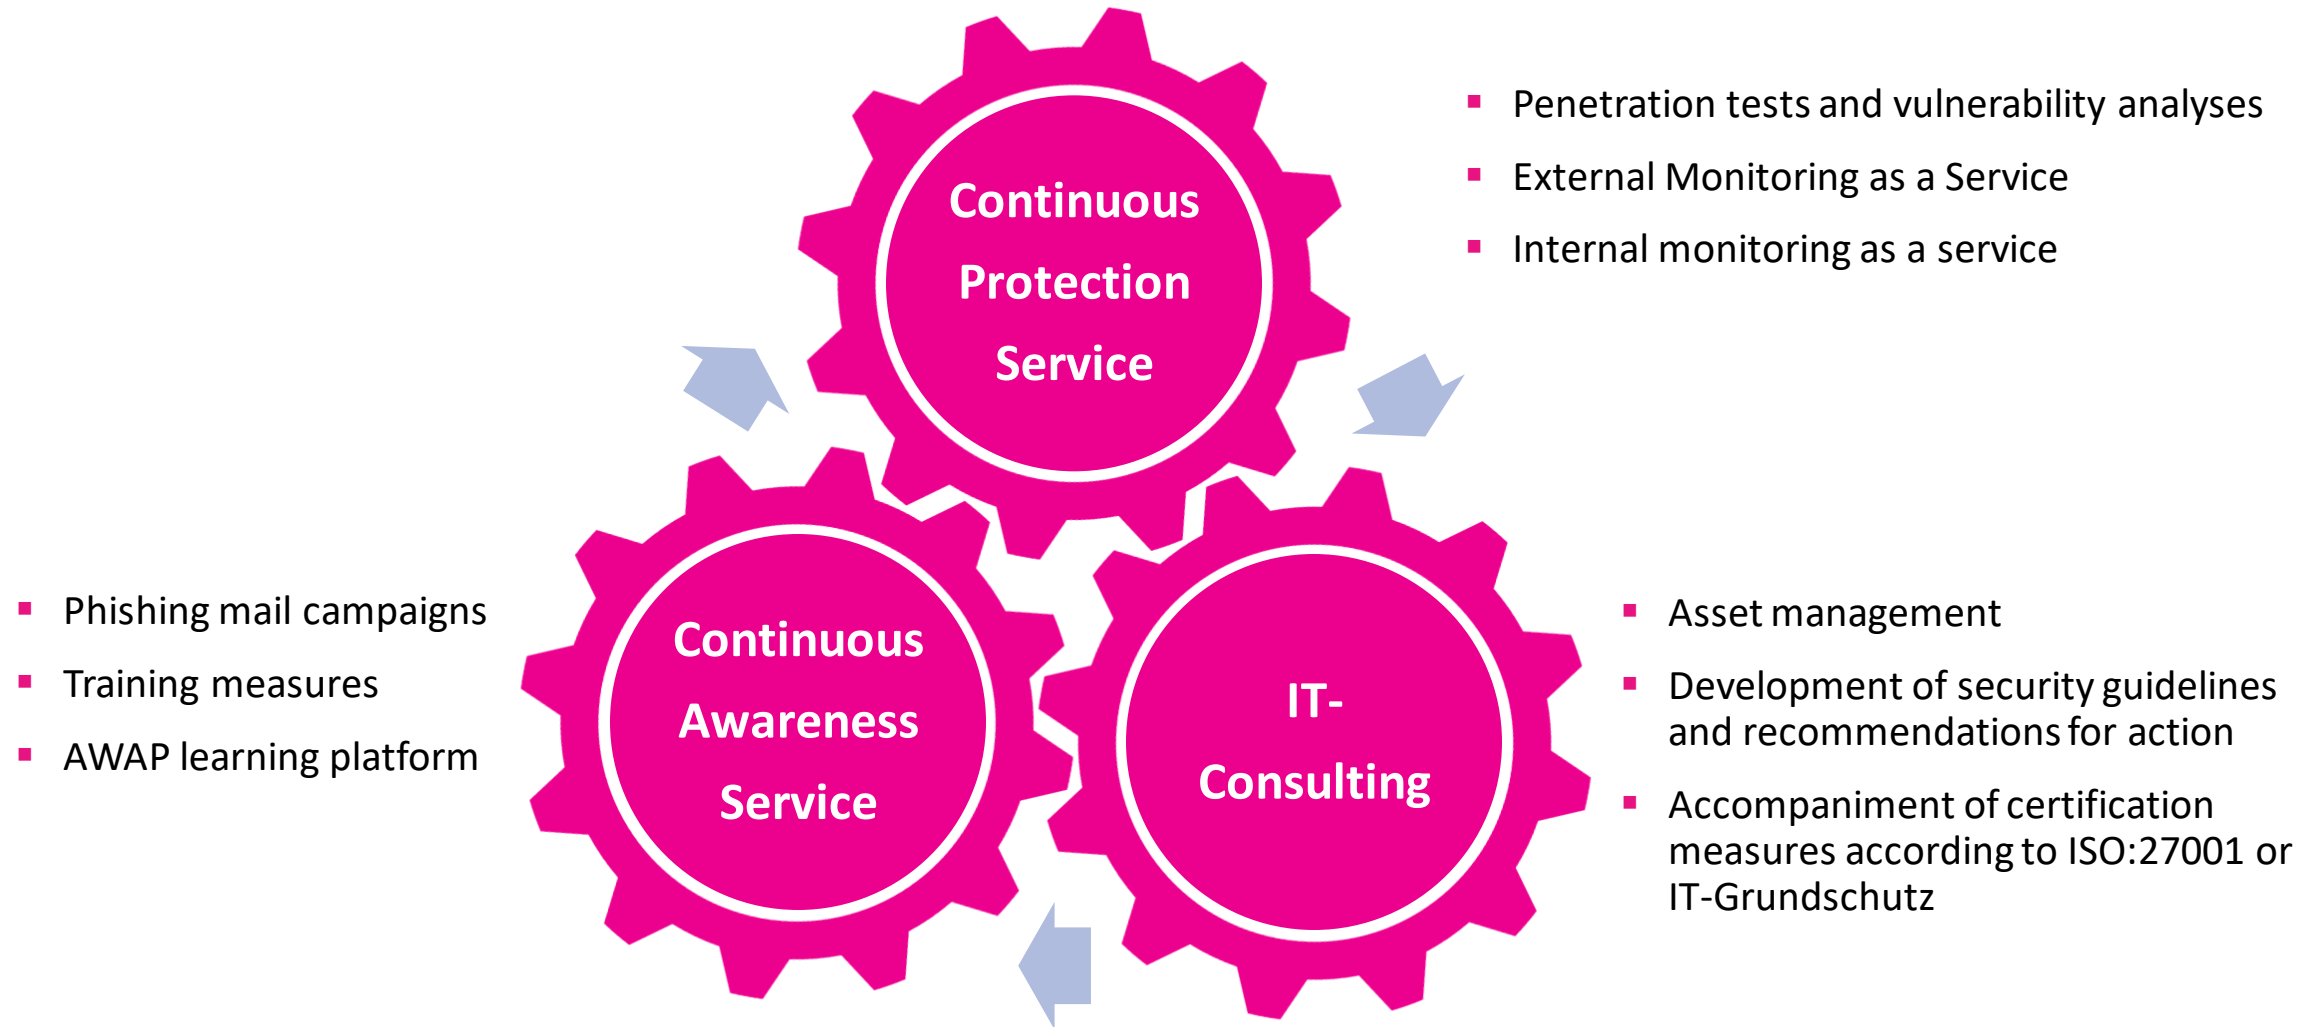 Continuous
Protection
Service
Penetration tests and vulnerability analyses
External Monitoring as a Service
Internal monitoring as a service
Phishing mail campaigns
Training measures
AWAP learning platform
Continuous
Awareness
Service
IT-
Consulting
Asset management
Development of security guidelines
and recommendations for action
Accompaniment of certification
measures according to ISO:27001 or
IT-Grundschutz